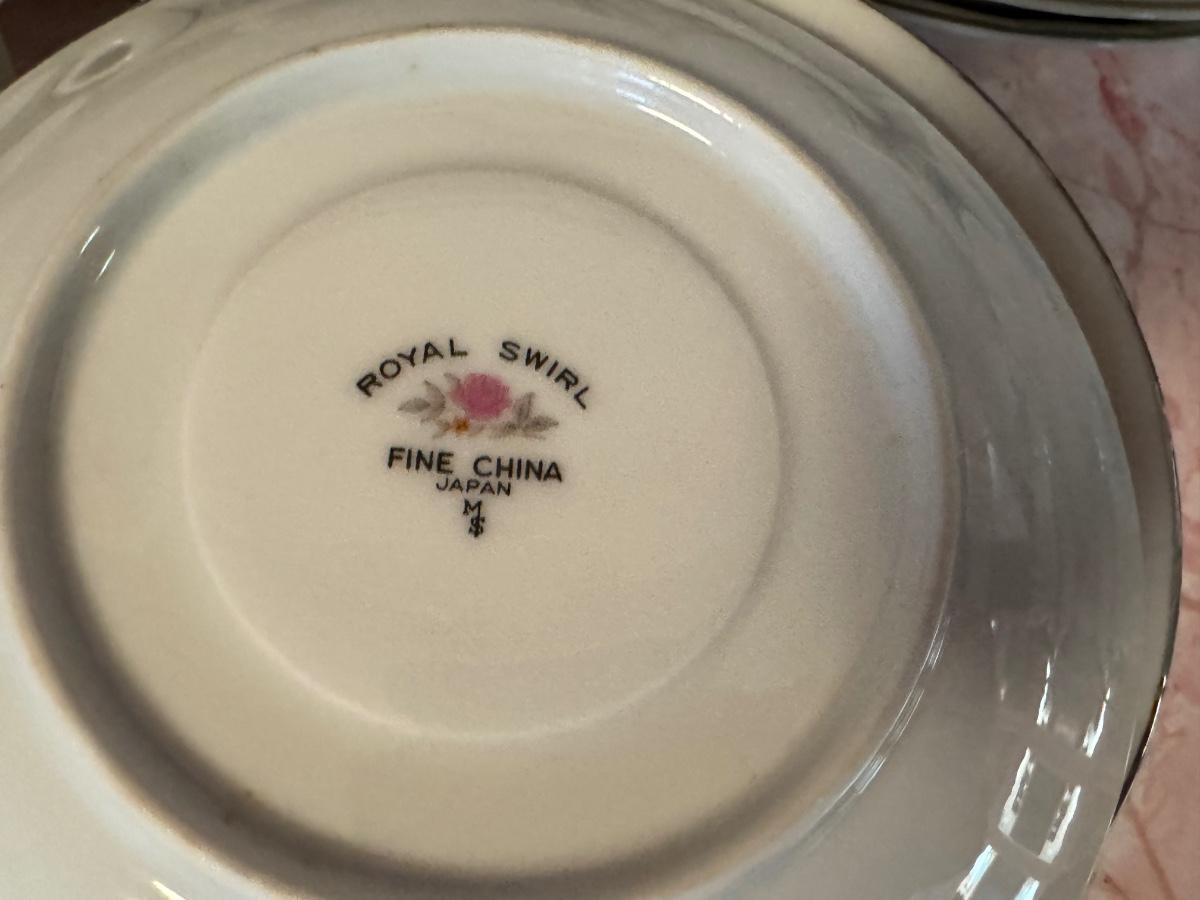 ROYAL SWIRL
FINE CHINA
JAPAN
M
S